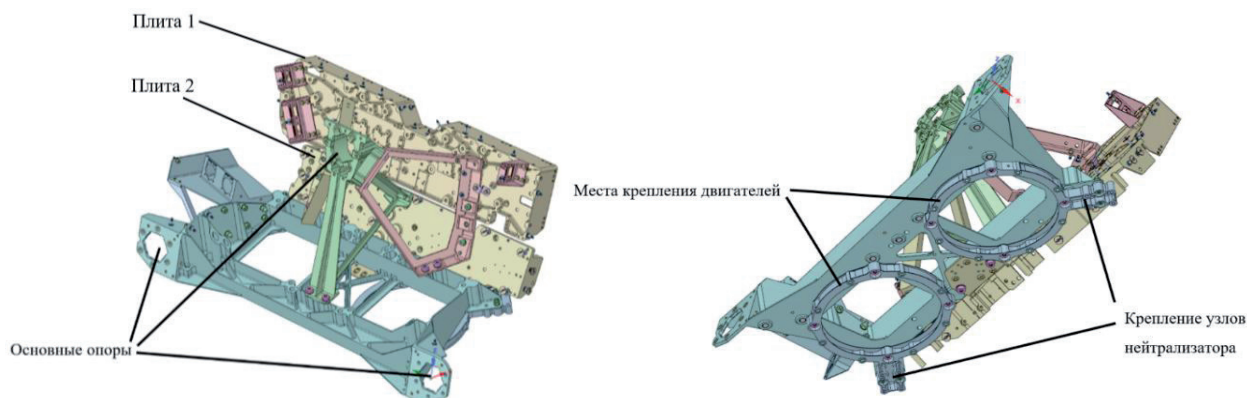 Плита 1
Плита 2
Основные опоры
Места крепления двигателей
Крепление узлов
нейтрализатора
x